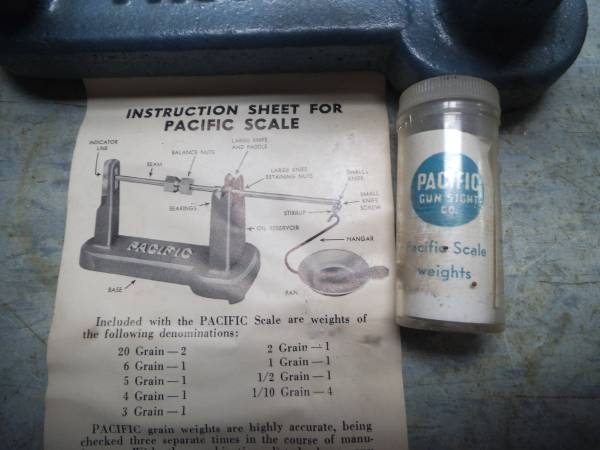 INSTRUCTION SHEET FOR
PACIFIC SCALE
INDICATOR
LINE
BEAM
BALANCE NUTS
LARGE KNIFE
AND PADDLE
LARGE KNIFE
RETAINING NUTS
SMALL
KNIFE
SMALL
KNIFE
SCREW
BEARINGS
STIRRUP
OIL RESERVOIR
HANGAR
PACIFIC
BASE
PAN
Included with the PACIFIC Scale are weights of
the following denominations:
20 Grain — 2
6 Grain — 1
5 Grain — 1
4 Grain — 1
3 Grain — 1
2 Grain — 1
1 Grain — 1
1/2 Grain — 1
1/10 Grain — 4
PACIFIC grain weights are highly accurate, being
checked three separate times in the course of manu-
PACIFIC
GUN SIGHT
CO.
Pacific Scale
weights